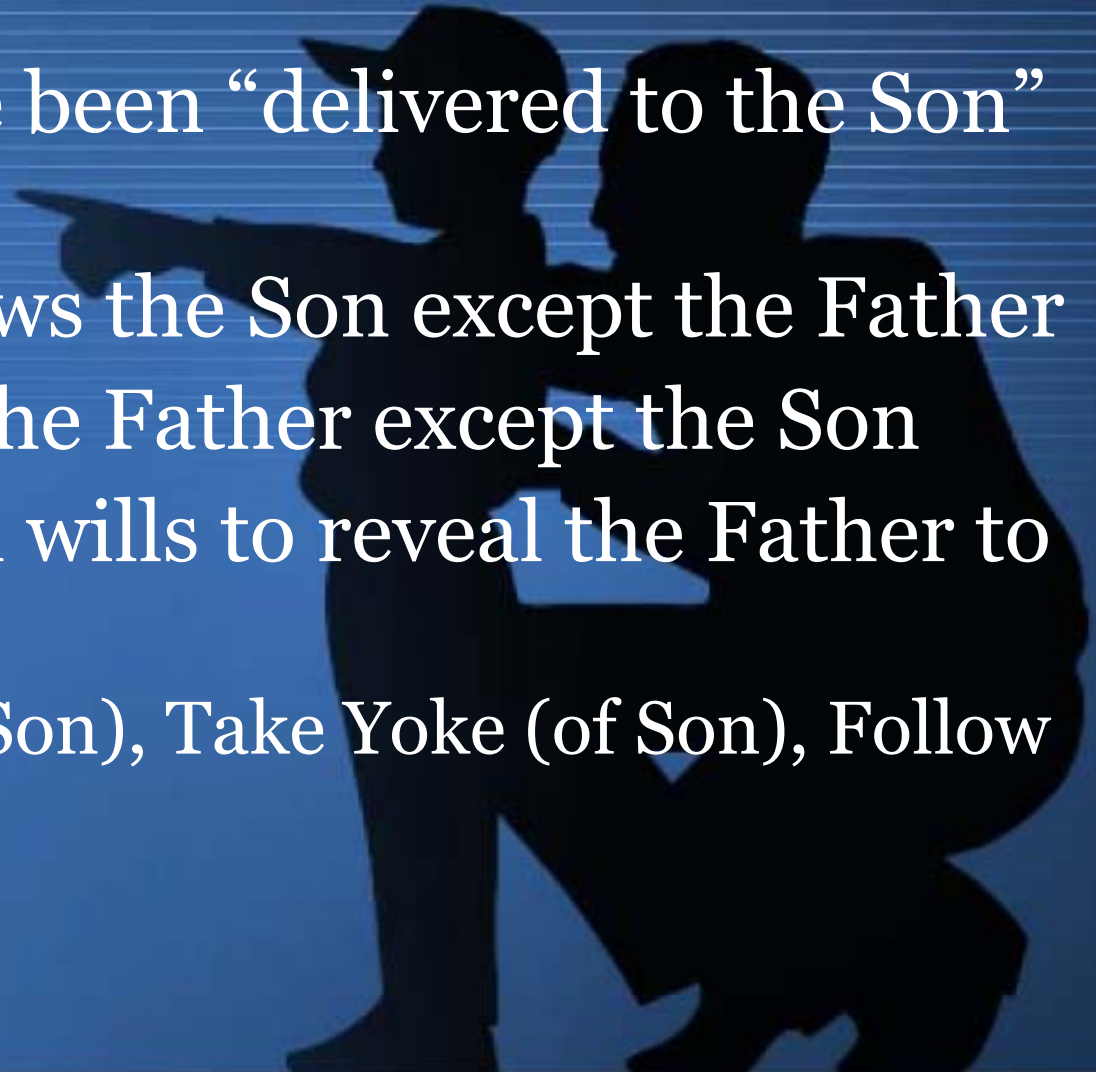 been “delivered to the Son”
ws the Son except the Father
he Father except the Son
wills to reveal the Father to
Son), Take Yoke (of Son), Follow